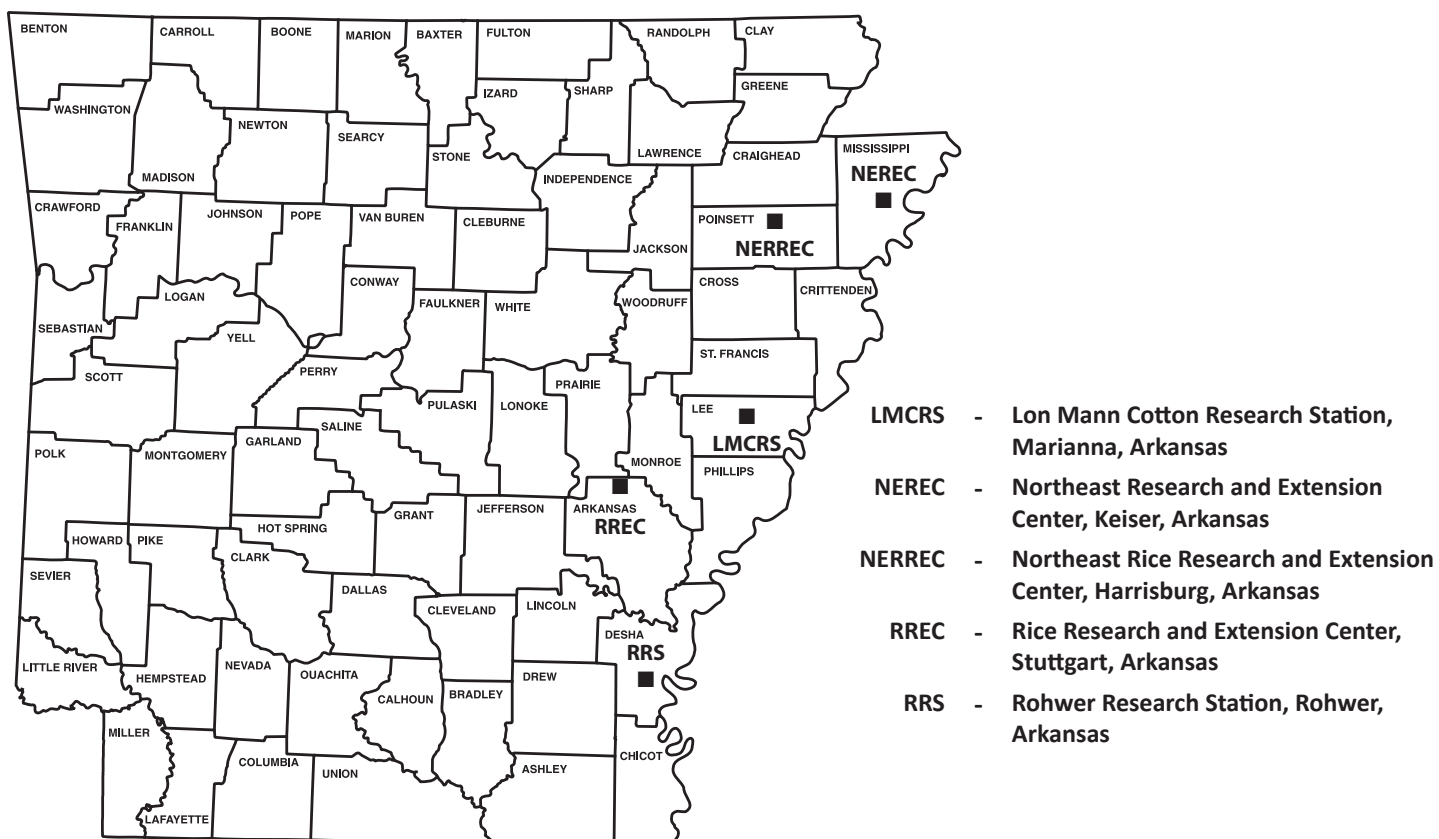 BENTON
CARROLL
BOONE
MARION
BAXTER
FULTON
RANDOLPH
CLAY
WASHINGTON
IZARD
SHARP
GREENE
NEWTON
SEARCY
STONE
LAWRENCE
CRAIGHEAD
MISSISSIPPI
NEREC
MADISON
INDEPENDENCE
CRAWFORD
FRANKLIN
JOHNSON
POPE
VAN BUREN
CLEBURNE
JACKSON
POINSETT
NERREC
LOGAN
CONWAY
FAULKNER
WHITE
WOODRUFF
CROSS
CRITTENDEN
SEBASTIAN
YELL
SCOTT
PERRY
PULASKI
LONOKE
PRAIRIE
ST. FRANCIS
LEE
LMCRS
POLK
MONTGOMERY
GARLAND
SALINE
MONROE
PHILLIPS
HOT SPRING
GRANT
JEFFERSON
ARKANSAS
RREC
HOWARD
PIKE
CLARK
SEVIER
DALLAS
CLEVELAND
LINCOLN
DESHA
RRS
LITTLE RIVER
HEMPSTEAD
NEVADA
OUACHITA
CALHOUN
BRADLEY
DREW
MILLER
COLUMBIA
UNION
ASHLEY
CHICOT
LAFAYETTE
LMCRS - Lon Mann Cotton Research Station,
Marianna, Arkansas
NEREC - Northeast Research and Extension
Center, Keiser, Arkansas
NERREC - Northeast Rice Research and Extension
Center, Harrisburg, Arkansas
RREC - Rice Research and Extension Center,
Stuttgart, Arkansas
RRS - Rohwer Research Station, Rohwer,
Arkansas